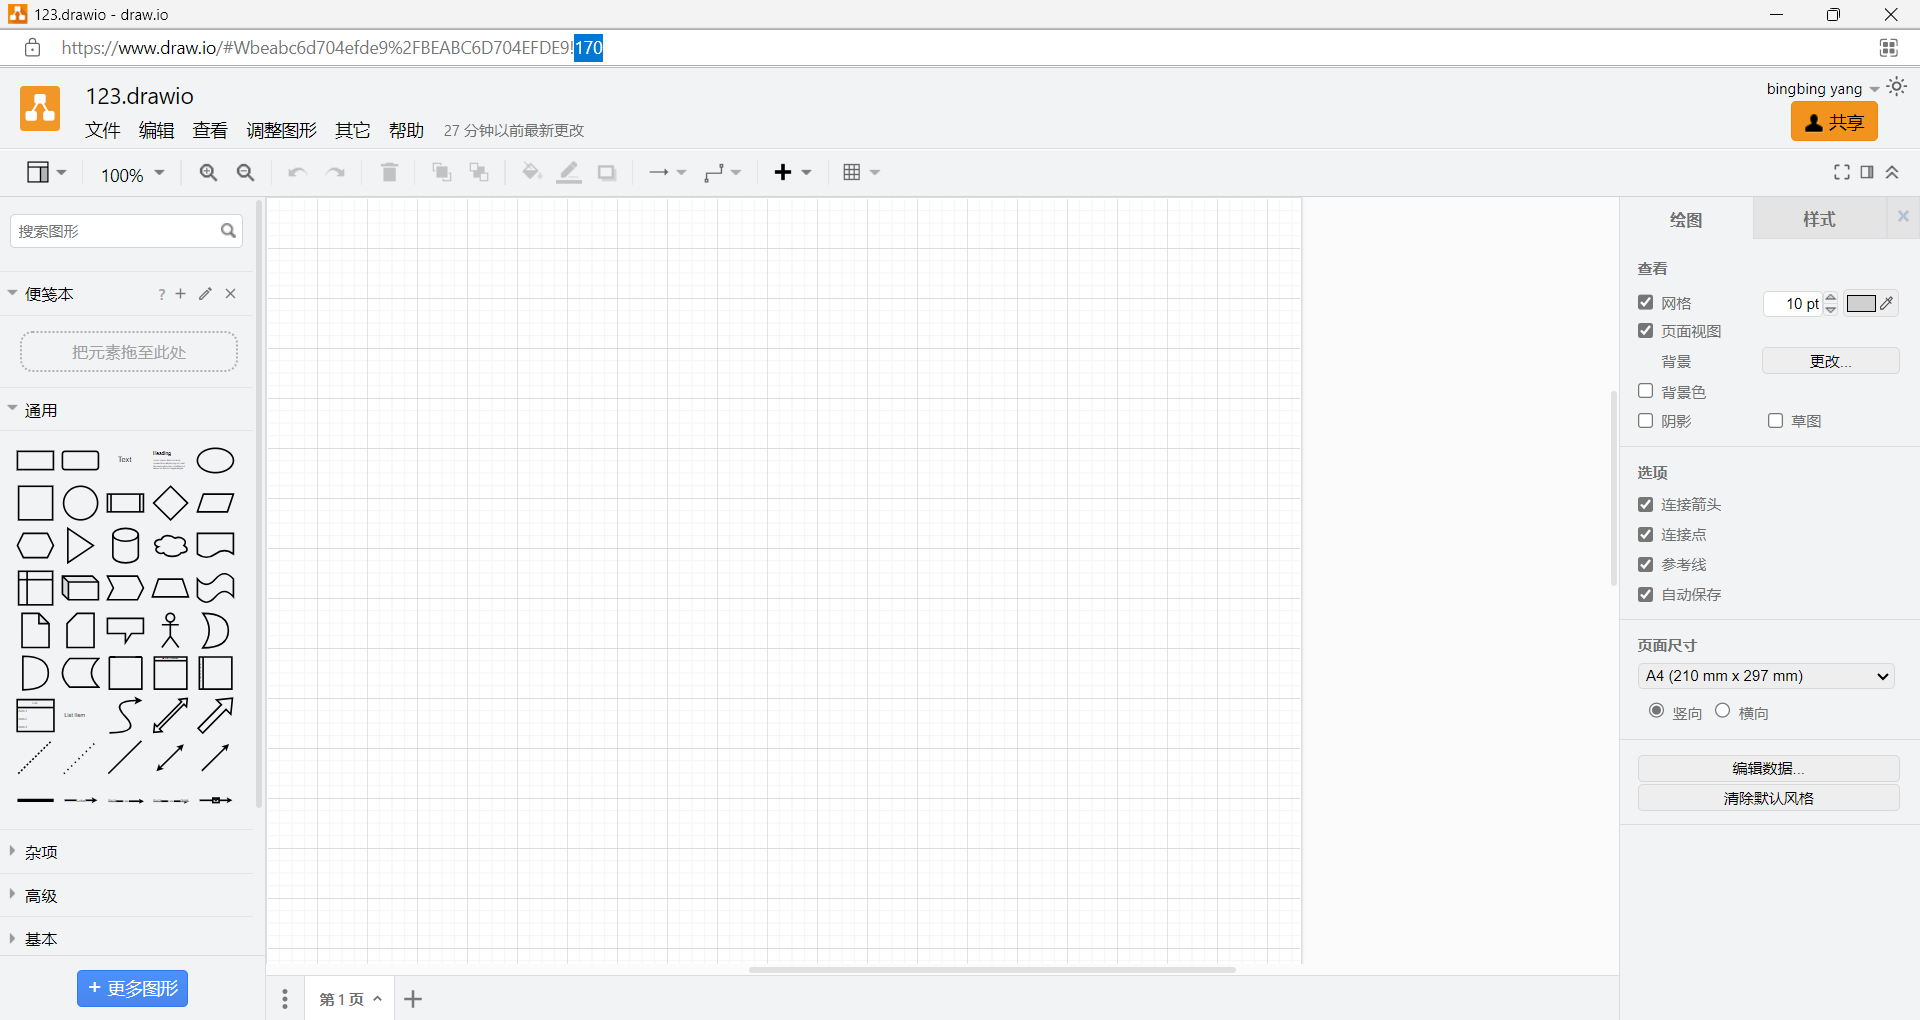 123.drawio - draw.io
https://www.draw.io/#Wbeabc6d704efde9%2FBEABC6D704EFDE9!170
123.drawio
bingbing yang
文件 编辑 查看 调整图形 其它 帮助 27 分钟以前最新更改
共享
100%
搜索图形
便笺本 ?
把元素拖至此处
通用
Text
Heading
List Item
杂项
高级
基本
+ 更多图形
第 1 页
绘图 样式
查看
网格 10 pt
页面视图
背景 更改...
背景色
阴影 草图
选项
连接箭头
连接点
参考线
自动保存
页面尺寸
A4 (210 mm x 297 mm)
竖向 横向
编辑数据...
清除默认风格